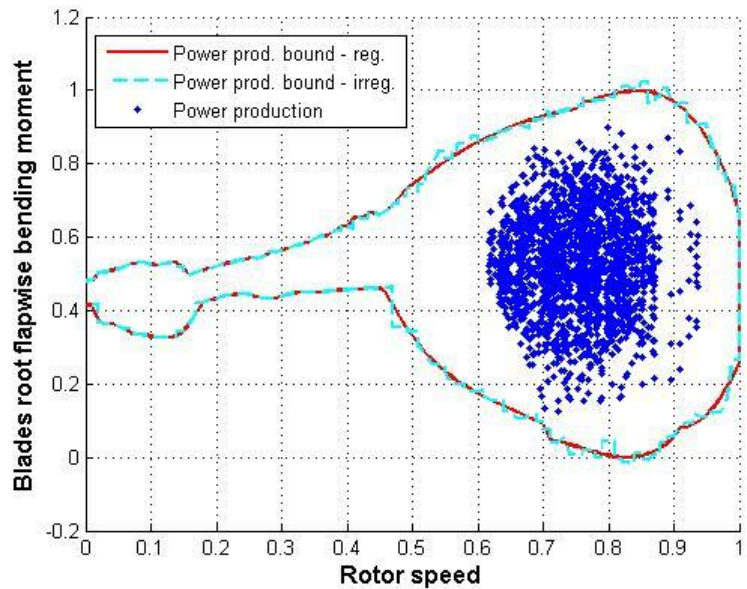 1.2
1
0.8
0.6
0.4
0.2
0
-0.2
Blades root flapwise bending moment
Power prod. bound - reg.
Power prod. bound - irreg.
Power production
0 0.1 0.2 0.3 0.4 0.5 0.6 0.7 0.8 0.9 1
Rotor speed